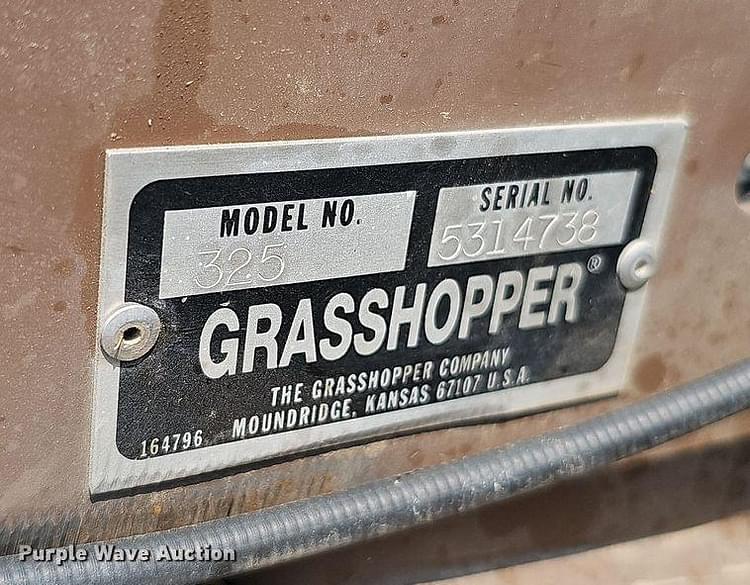 MODEL NO.
325
SERIAL NO.
5314738
GRASSHOPPER®
THE GRASSHOPPER COMPANY
MOUNDRIDGE, KANSAS 67107 U.S.A.
164796
Purple Wave Auction